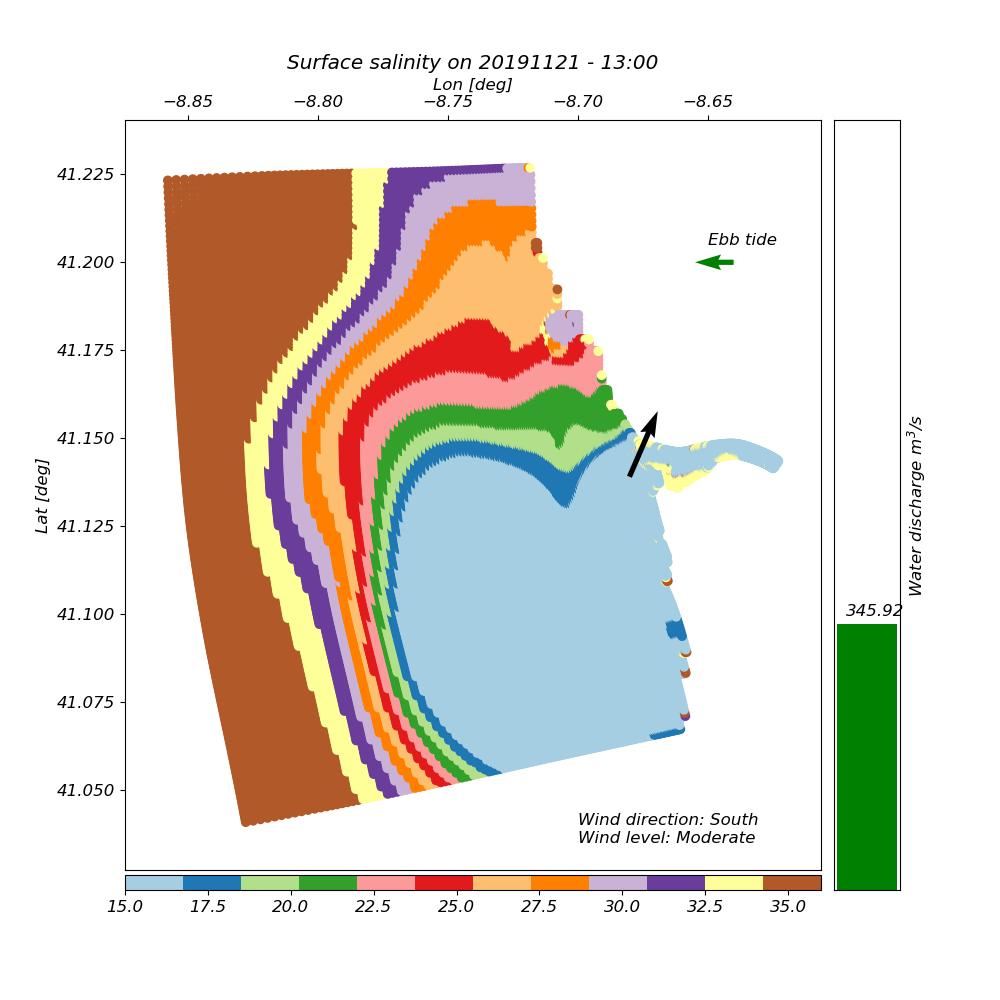 Surface salinity on 20191121 - 13:00
Lon [deg]
−8.85 −8.80 −8.75 −8.70 −8.65
41.225
Ebb tide
41.200
41.175
41.150
Lat [deg]
41.125
41.100
41.075
41.050
Water discharge m³/s
345.92
Wind direction: South
Wind level: Moderate
15.0 17.5 20.0 22.5 25.0 27.5 30.0 32.5 35.0